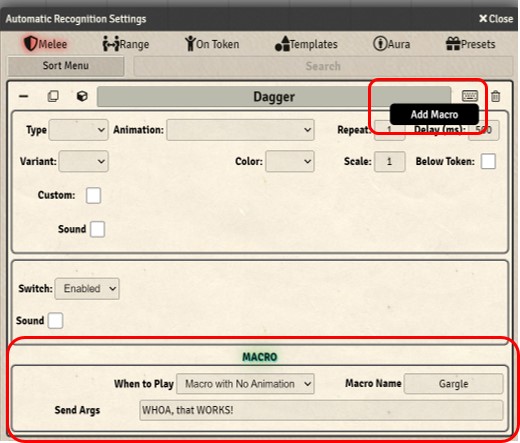 Automatic Recognition Settings
Close
Melee Range On Token Templates Aura Presets
Sort Menu Search
Dagger
Add Macro
Type Animation: Repeat: 1 Delay (ms): 500
Variant: Color: Scale: 1 Below Token:
Custom:
Sound
Switch: Enabled
Sound
MACRO
When to Play Macro with No Animation Macro Name Gargle
Send Args WHOA, that WORKS!